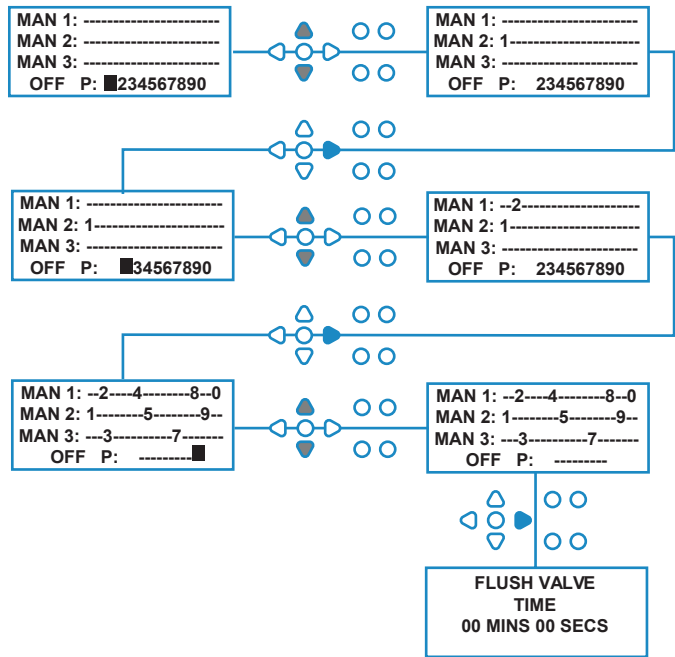 MAN 1: -----------------------
MAN 2: -----------------------
MAN 3: -----------------------
OFF P: █234567890
MAN 1: -----------------------
MAN 2: 1----------------------
MAN 3: -----------------------
OFF P: 234567890
MAN 1: -----------------------
MAN 2: 1----------------------
MAN 3: -----------------------
OFF P: █34567890
MAN 1: --2--------------------
MAN 2: 1----------------------
MAN 3: -----------------------
OFF P: 234567890
MAN 1: --2----4--------8--0
MAN 2: 1--------5--------9--
MAN 3: ---3----------7-------
OFF P: ---------█
MAN 1: --2----4--------8--0
MAN 2: 1--------5--------9--
MAN 3: ---3----------7-------
OFF P: ---------
FLUSH VALVE
TIME
00 MINS 00 SECS